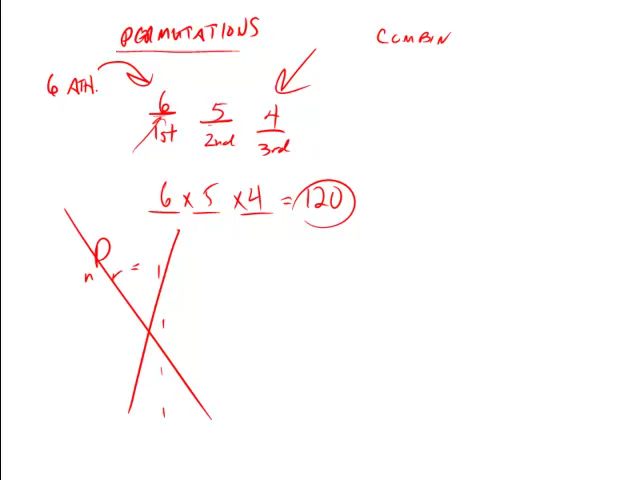 PERMUTATIONS
COMBIN
6 ATH.
6 5 4
1st 2nd 3rd
6 × 5 × 4 = 120
nPr =